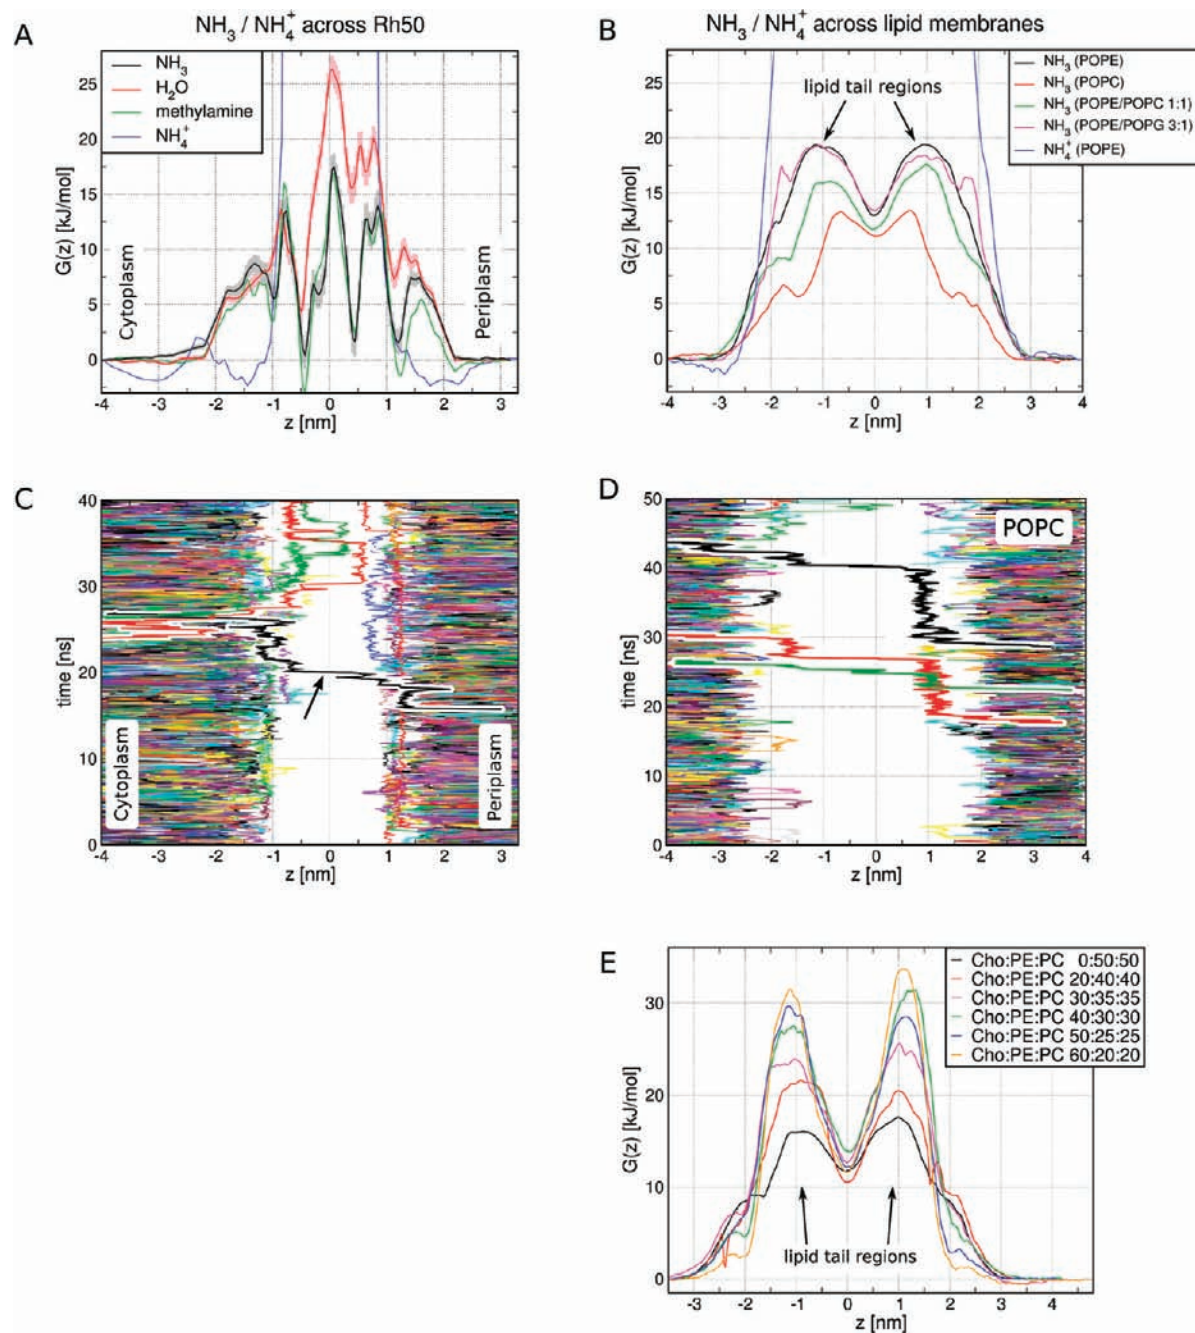 A
NH3 / NH4+ across Rh50
NH3
H2O
methylamine
NH4+
G(z) [kJ/mol]
25
20
15
10
5
0
Cytoplasm
Periplasm
-4 -3 -2 -1 0 1 2 3
z [nm]
B
NH3 / NH4+ across lipid membranes
lipid tail regions
NH3 (POPE)
NH3 (POPC)
NH3 (POPE/POPC 1:1)
NH3 (POPE/POPG 3:1)
NH4+ (POPE)
G(z) [kJ/mol]
25
20
15
10
5
0
-4 -3 -2 -1 0 1 2 3 4
z [nm]
C
time [ns]
40
30
20
10
0
Cytoplasm
Periplasm
-4 -3 -2 -1 0 1 2 3
z [nm]
D
POPC
time [ns]
50
40
30
20
10
0
-4 -3 -2 -1 0 1 2 3 4
z [nm]
E
Cho:PE:PC 0:50:50
Cho:PE:PC 20:40:40
Cho:PE:PC 30:35:35
Cho:PE:PC 40:30:30
Cho:PE:PC 50:25:25
Cho:PE:PC 60:20:20
G(z) [kJ/mol]
30
20
10
0
lipid tail regions
-3 -2 -1 0 1 2 3 4
z [nm]